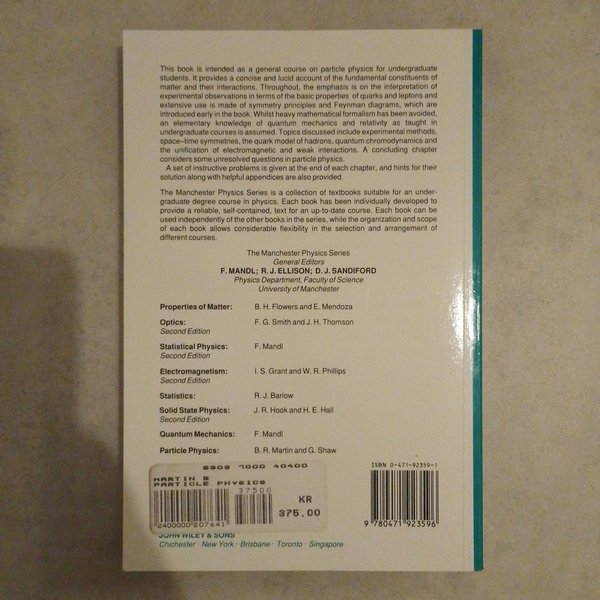 This book is intended as a general course on particle physics for undergraduate
students. It provides a concise and lucid account of the fundamental constituents of
matter and their interactions. Throughout, the emphasis is on the interpretation of
experimental observations in terms of the basic properties of quarks and leptons and
extensive use is made of symmetry principles and Feynman diagrams, which are
introduced early in the book. Whilst heavy mathematical formalism has been avoided,
an elementary knowledge of quantum mechanics and relativity as taught in
undergraduate courses is assumed. Topics discussed include experimental methods,
space–time symmetries, the quark model of hadrons, quantum chromodynamics and
the unification of electromagnetic and weak interactions. A concluding chapter
considers some unresolved questions in particle physics.
A set of instructive problems is given at the end of each chapter, and hints for their
solution along with helpful appendices are also provided.
The Manchester Physics Series is a collection of textbooks suitable for an under-
graduate degree course in physics. Each book has been individually developed to
provide a reliable, self-contained, text for an up-to-date course. Each book can be
used independently of the other books in the series, while the organization and scope
of each book allows considerable flexibility in the selection and arrangement of
different courses.
The Manchester Physics Series
General Editors
F. MANDL; R. J. ELLISON; D. J. SANDIFORD
Physics Department, Faculty of Science
University of Manchester
Properties of Matter: B. H. Flowers and E. Mendoza
Optics: F. G. Smith and J. H. Thomson
Second Edition
Statistical Physics: F. Mandl
Second Edition
Electromagnetism: I. S. Grant and W. R. Phillips
Second Edition
Statistics: R. J. Barlow
Solid State Physics: J. R. Hook and H. E. Hall
Second Edition
Quantum Mechanics: F. Mandl
Particle Physics: B. R. Martin and G. Shaw
7000 40400
MARTIN B
PARTICLE PHYSICS
37500
KR
375.00
2400000207641
ISBN 0-471-92359-1
9 780471 923596
JOHN WILEY & SONS
Chichester · New York · Brisbane · Toronto · Singapore